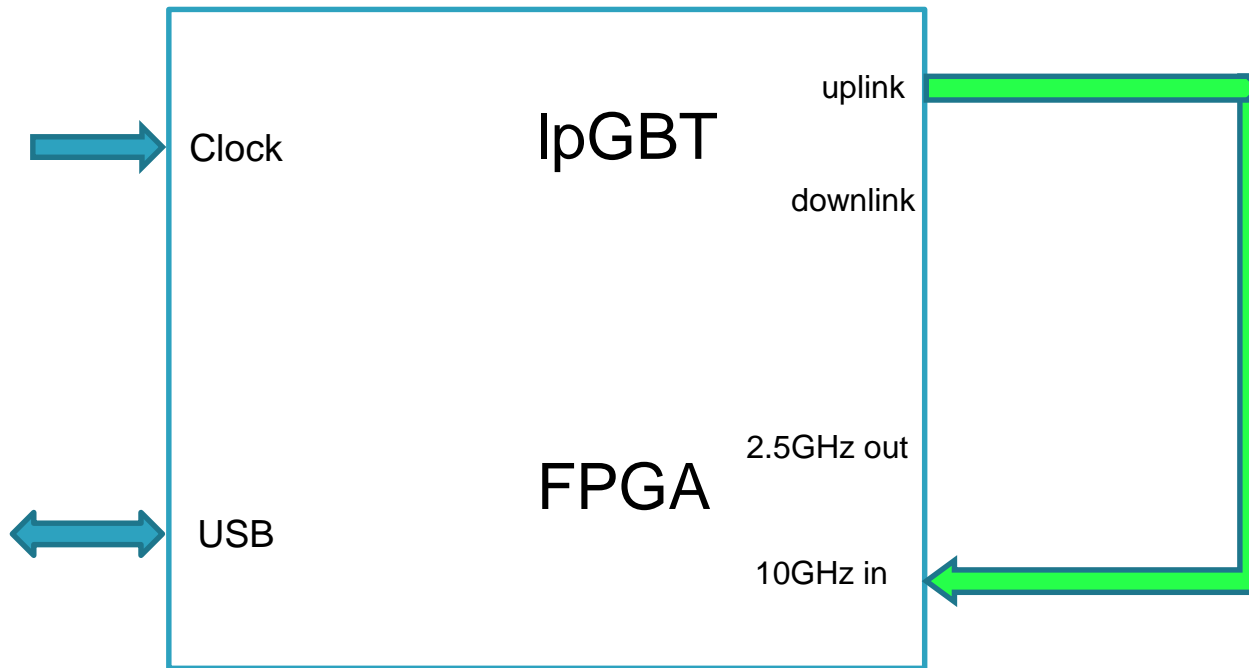 uplink
lpGBT
Clock
downlink
2.5GHz out
FPGA
USB
10GHz in